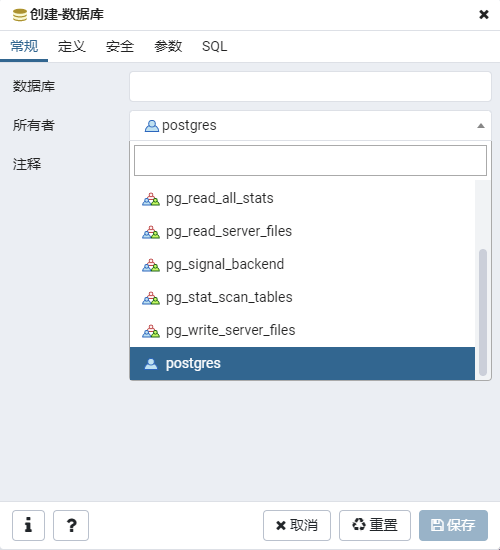 创建-数据库
常规 定义 安全 参数 SQL
数据库
所有者 postgres
注释
pg_read_all_stats
pg_read_server_files
pg_signal_backend
pg_stat_scan_tables
pg_write_server_files
postgres
i ? 取消 重置 保存